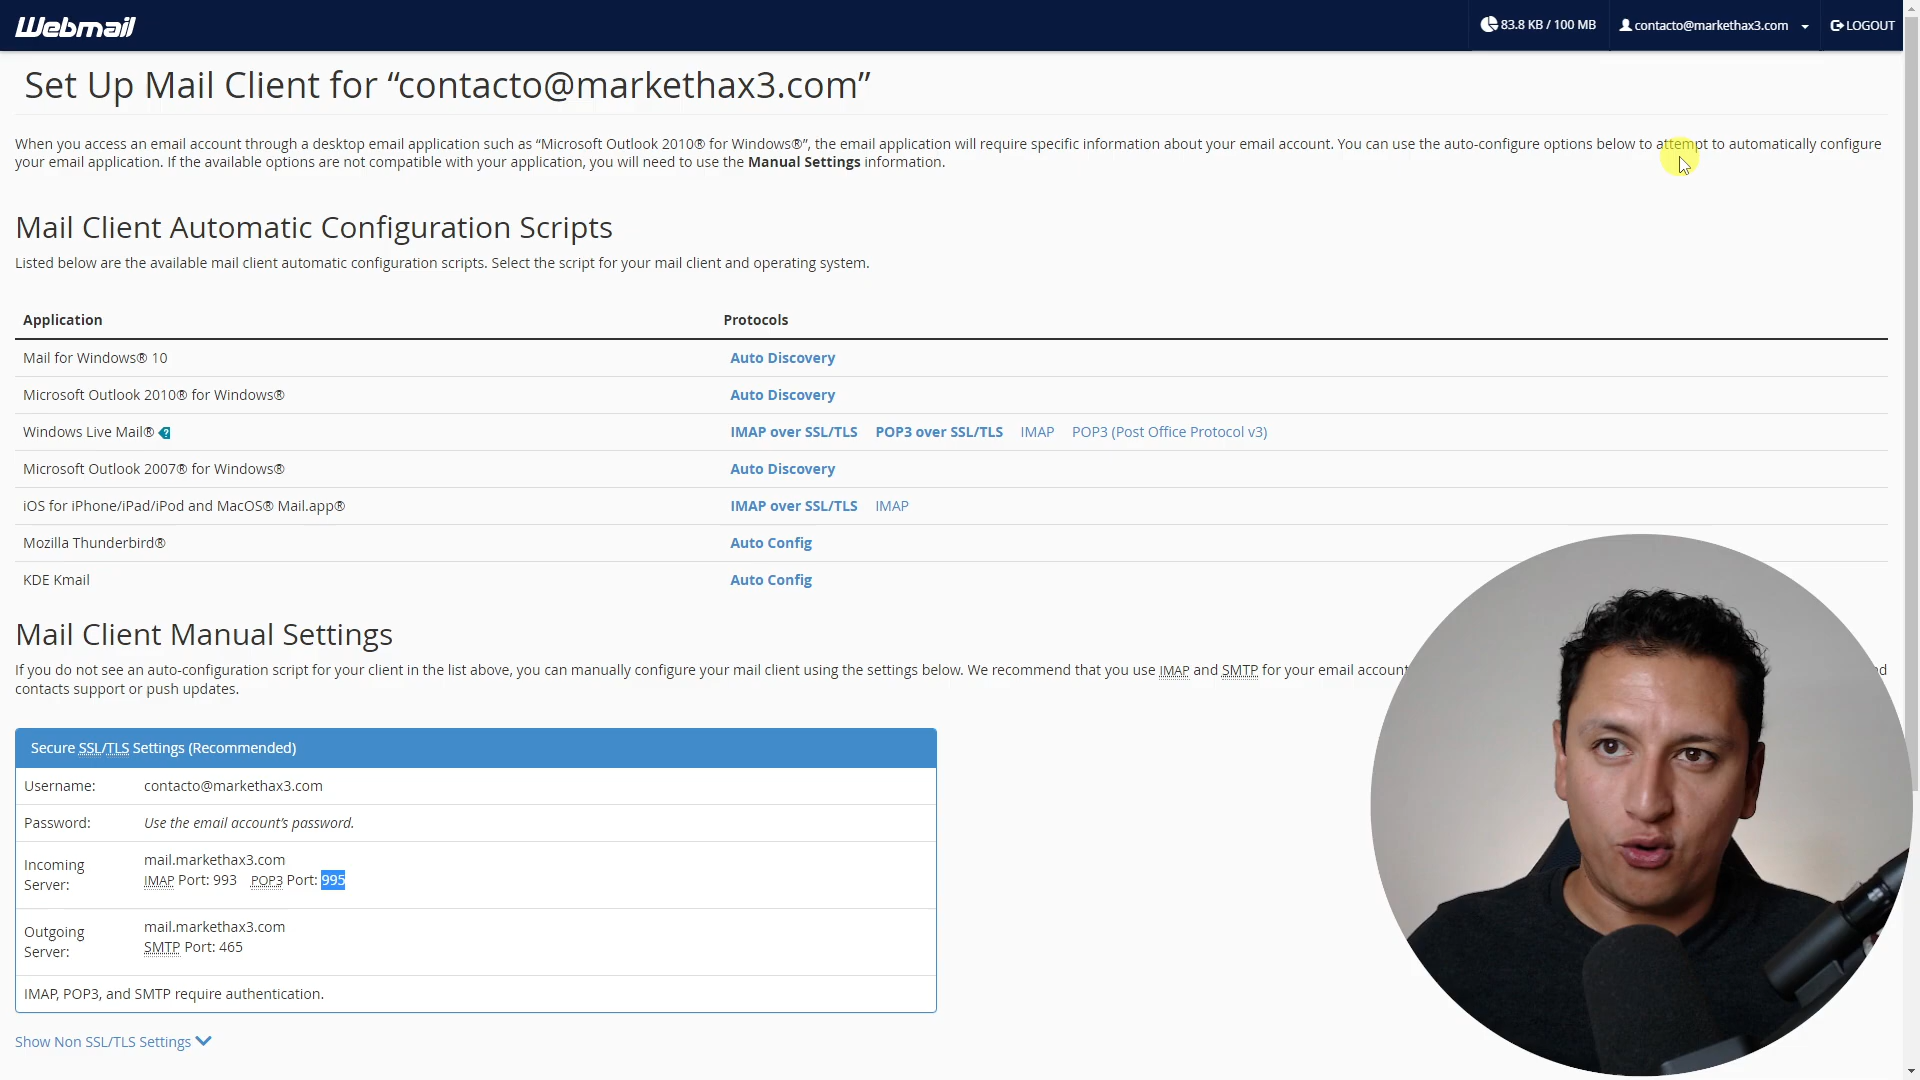 Webmail
83.8 KB / 100 MB
contacto@markethax3.com
LOGOUT
Set Up Mail Client for “contacto@markethax3.com”
When you access an email account through a desktop email application such as “Microsoft Outlook 2010® for Windows®”, the email application will require specific information about your email account. You can use the auto-configure options below to attempt to automatically configure
your email application. If the available options are not compatible with your application, you will need to use the Manual Settings information.
Mail Client Automatic Configuration Scripts
Listed below are the available mail client automatic configuration scripts. Select the script for your mail client and operating system.
Application Protocols
Mail for Windows® 10 Auto Discovery
Microsoft Outlook 2010® for Windows® Auto Discovery
Windows Live Mail® ? IMAP over SSL/TLS POP3 over SSL/TLS IMAP POP3 (Post Office Protocol v3)
Microsoft Outlook 2007® for Windows® Auto Discovery
iOS for iPhone/iPad/iPod and MacOS® Mail.app® IMAP over SSL/TLS IMAP
Mozilla Thunderbird® Auto Config
KDE Kmail Auto Config
Mail Client Manual Settings
If you do not see an auto-configuration script for your client in the list above, you can manually configure your mail client using the settings below. We recommend that you use IMAP and SMTP for your email account
contacts support or push updates.
Secure SSL/TLS Settings (Recommended)
Username: contacto@markethax3.com
Password: Use the email account’s password.
Incoming Server: mail.markethax3.com
IMAP Port: 993 POP3 Port: 995
Outgoing Server: mail.markethax3.com
SMTP Port: 465
IMAP, POP3, and SMTP require authentication.
Show Non SSL/TLS Settings